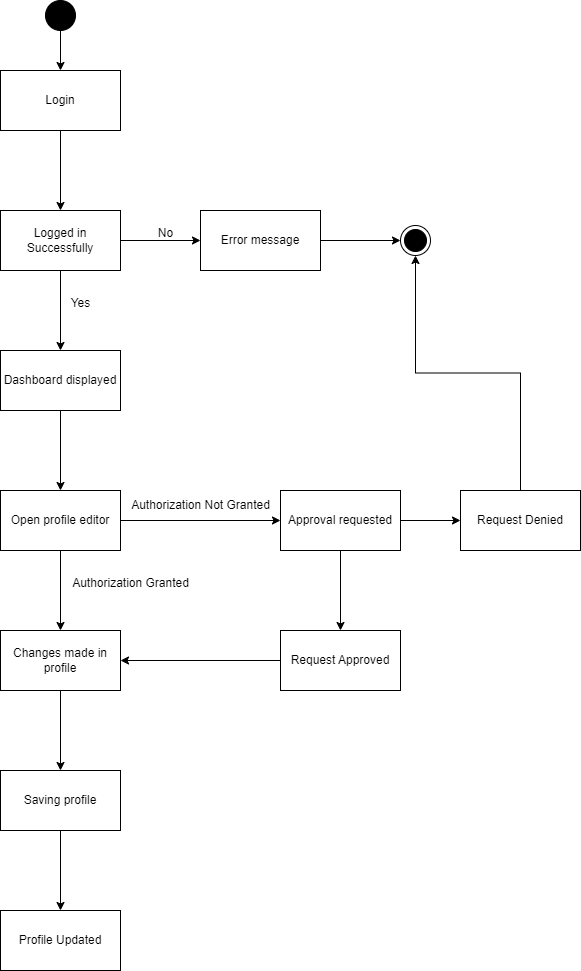 Login
Logged in
Successfully
No
Error message
Yes
Dashboard displayed
Open profile editor
Authorization Not Granted
Approval requested
Request Denied
Authorization Granted
Changes made in
profile
Request Approved
Saving profile
Profile Updated